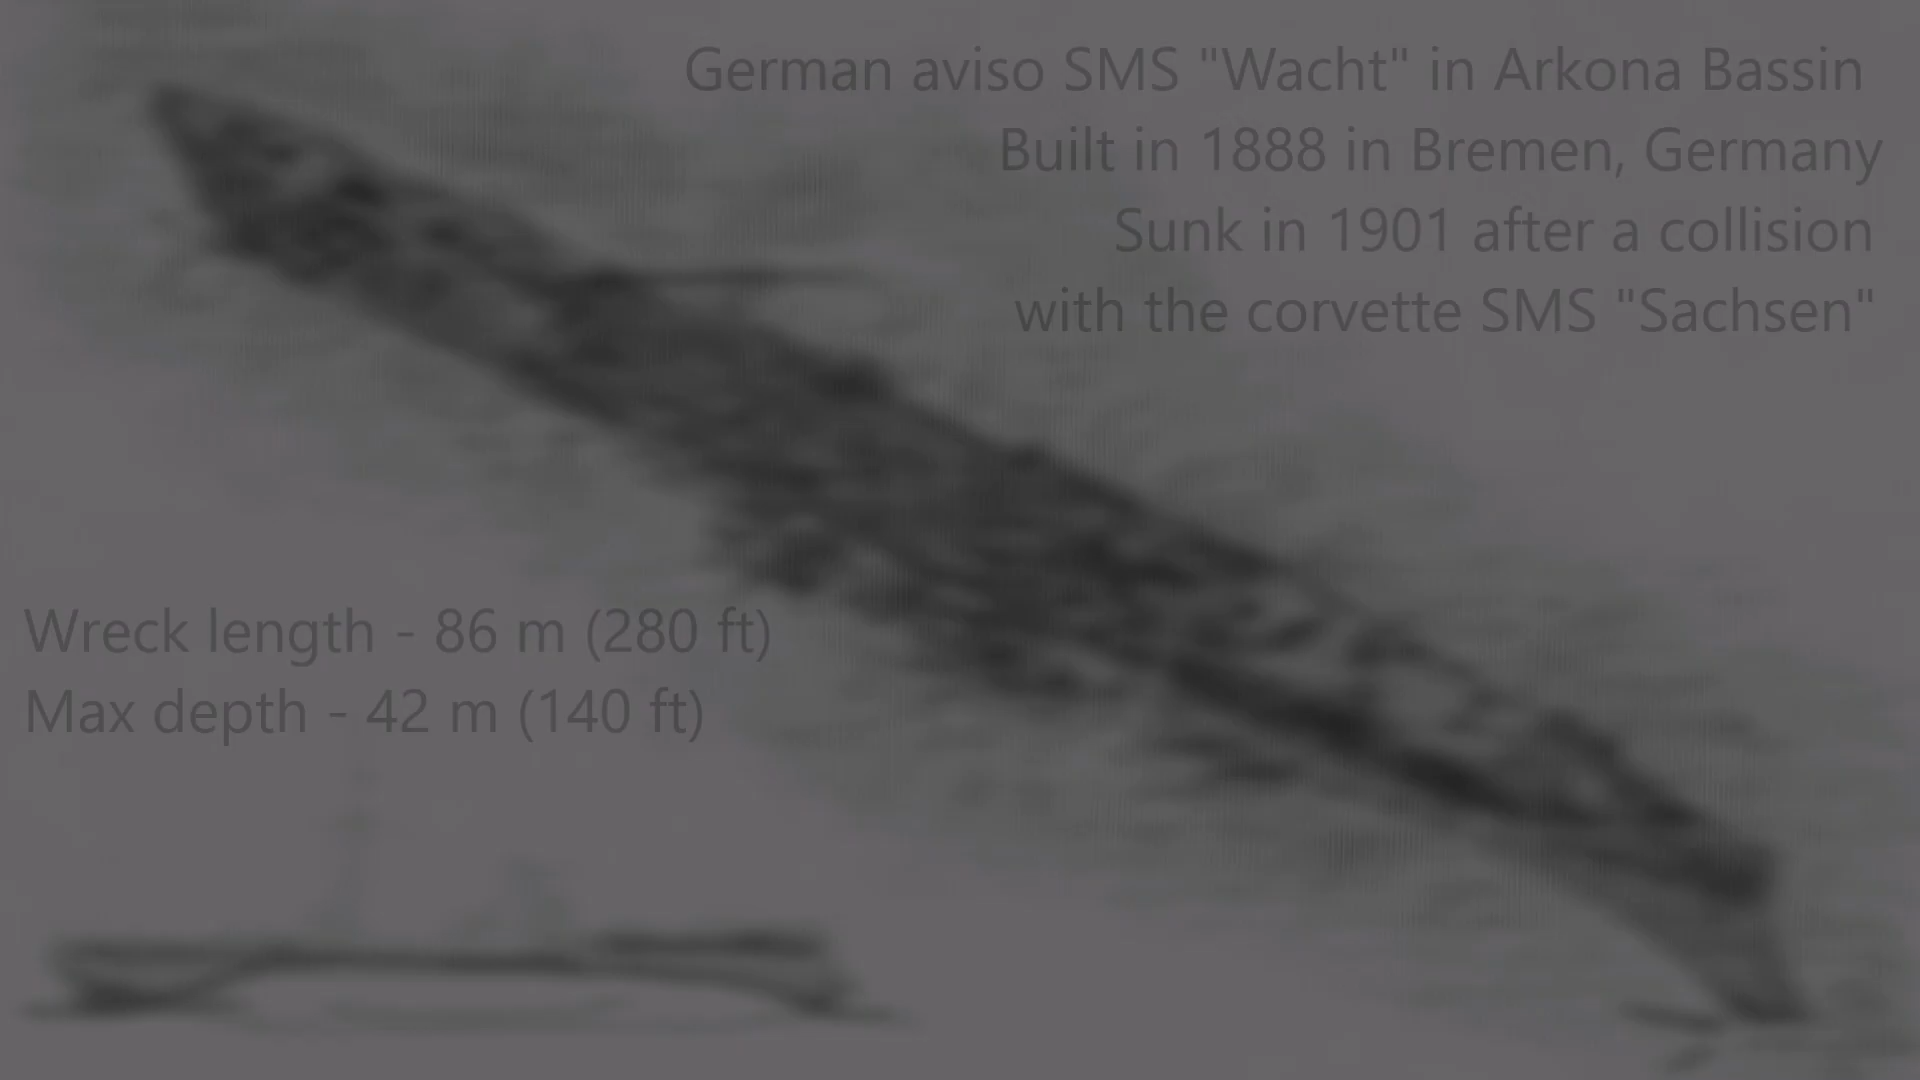 German aviso SMS "Wacht" in Arkona Bassin
Built in 1888 in Bremen, Germany
Sunk in 1901 after a collision
with the corvette SMS "Sachsen"
Wreck length - 86 m (280 ft)
Max depth - 42 m (140 ft)